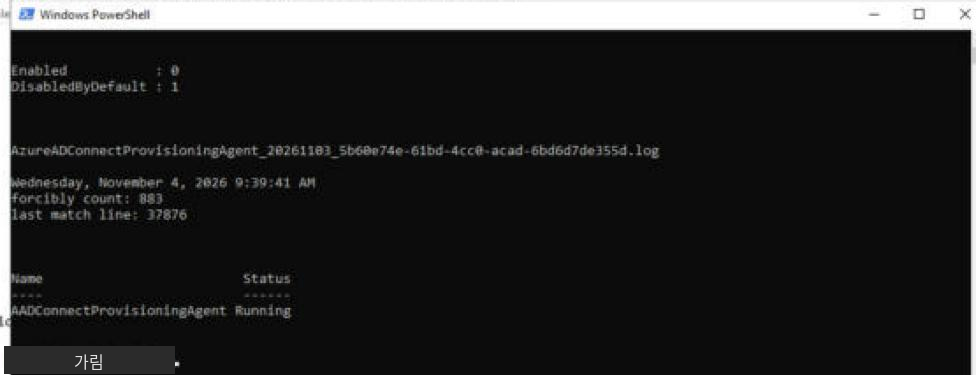 Windows PowerShell
Enabled : 0
DisabledByDefault : 1
AzureADConnectProvisioningAgent_20261103_5b60e74e-61bd-4cc0-acad-6bd6d7de355d.log
Wednesday, November 4, 2026 9:39:41 AM
forcibly count: 883
last match line: 37876
Name Status
---- ------
AADConnectProvisioningAgent Running
가림